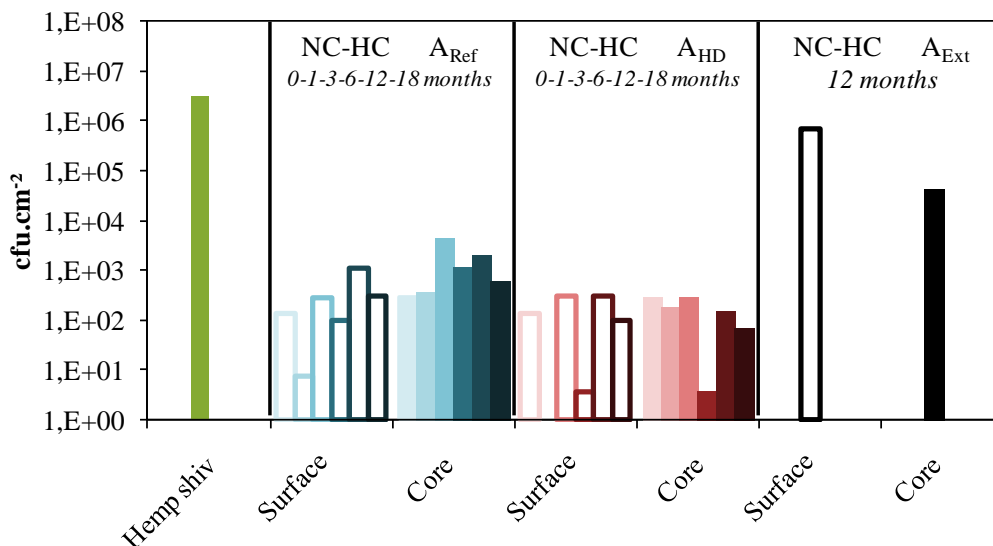 1,E+08
1,E+07
1,E+06
1,E+05
1,E+04
1,E+03
1,E+02
1,E+01
1,E+00
cfu.cm-2
NC-HC ARef
0-1-3-6-12-18 months
NC-HC AHD
0-1-3-6-12-18 months
NC-HC AExt
12 months
Hemp shiv
Surface
Core
Surface
Core
Surface
Core